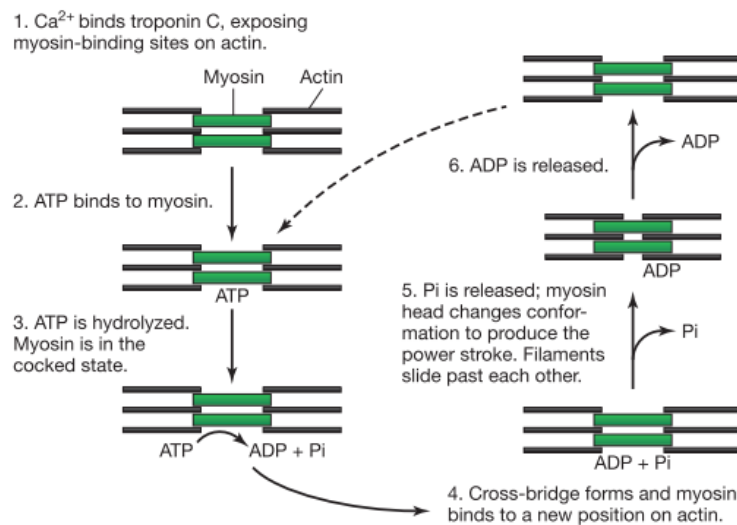 1. Ca²⁺ binds troponin C, exposing
myosin-binding sites on actin.
Myosin Actin
2. ATP binds to myosin.
ATP
3. ATP is hydrolyzed.
Myosin is in the
cocked state.
ATP ADP + Pi
4. Cross-bridge forms and myosin
binds to a new position on actin.
ADP + Pi
5. Pi is released; myosin
head changes confor-
mation to produce the
power stroke. Filaments
slide past each other.
Pi
ADP
6. ADP is released.
ADP